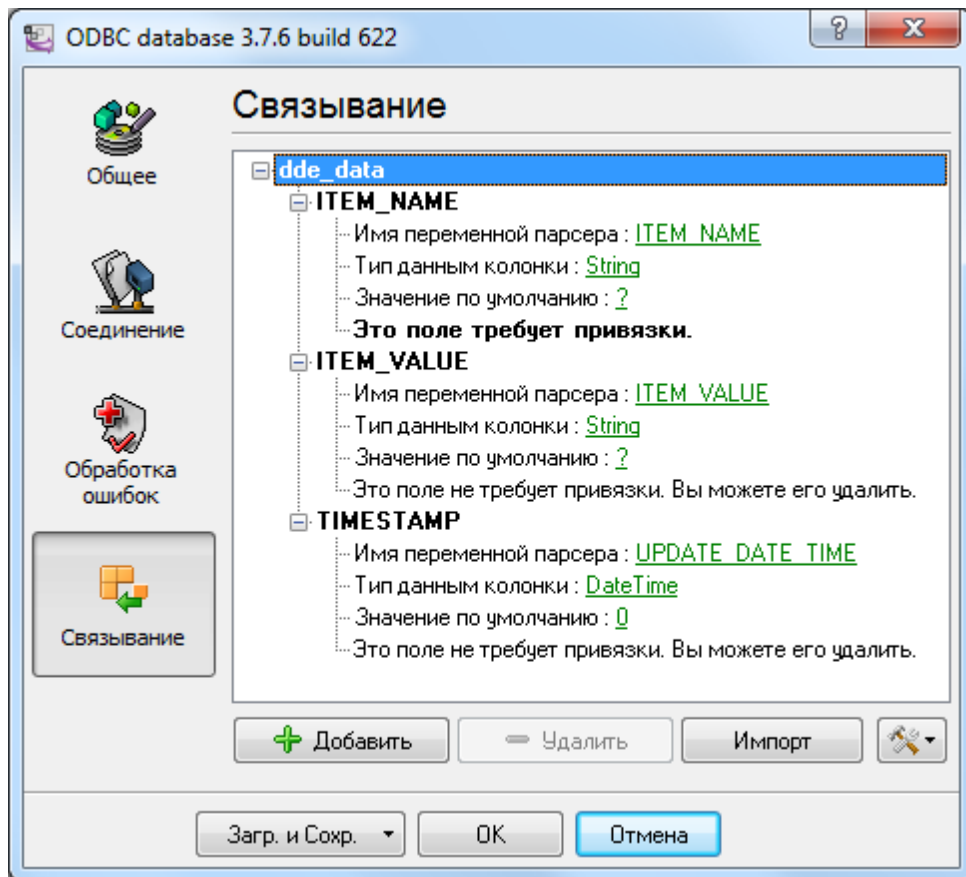 ODBC database 3.7.6 build 622
Общее
Соединение
Обработка
ошибок
Связывание
Связывание
dde_data
ITEM_NAME
Имя переменной парсера : ITEM_NAME
Тип данным колонки : String
Значение по умолчанию : ?
Это поле требует привязки.
ITEM_VALUE
Имя переменной парсера : ITEM_VALUE
Тип данным колонки : String
Значение по умолчанию : ?
Это поле не требует привязки. Вы можете его удалить.
TIMESTAMP
Имя переменной парсера : UPDATE_DATE_TIME
Тип данным колонки : DateTime
Значение по умолчанию : 0
Это поле не требует привязки. Вы можете его удалить.
Добавить
Удалить
Импорт
Загр. и Сохр.
OK
Отмена